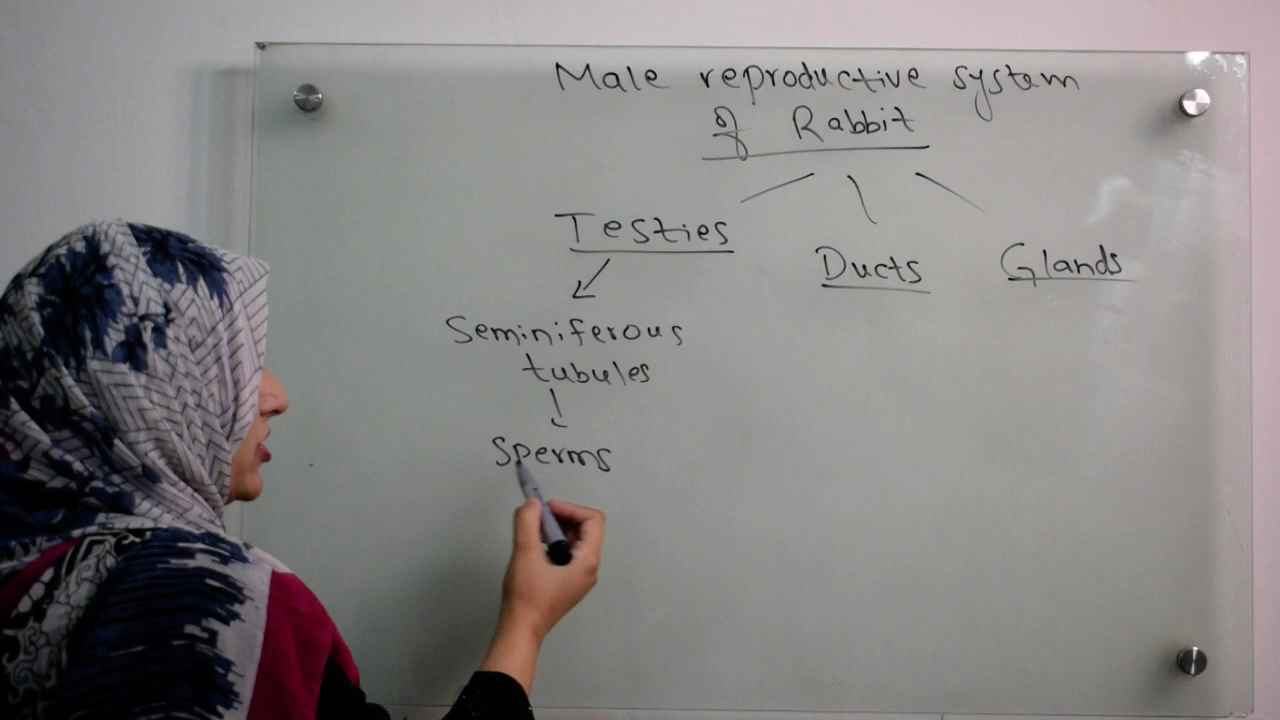 Male reproductive system
of Rabbit
Testies
Ducts
Glands
Seminiferous
tubules
Sperms